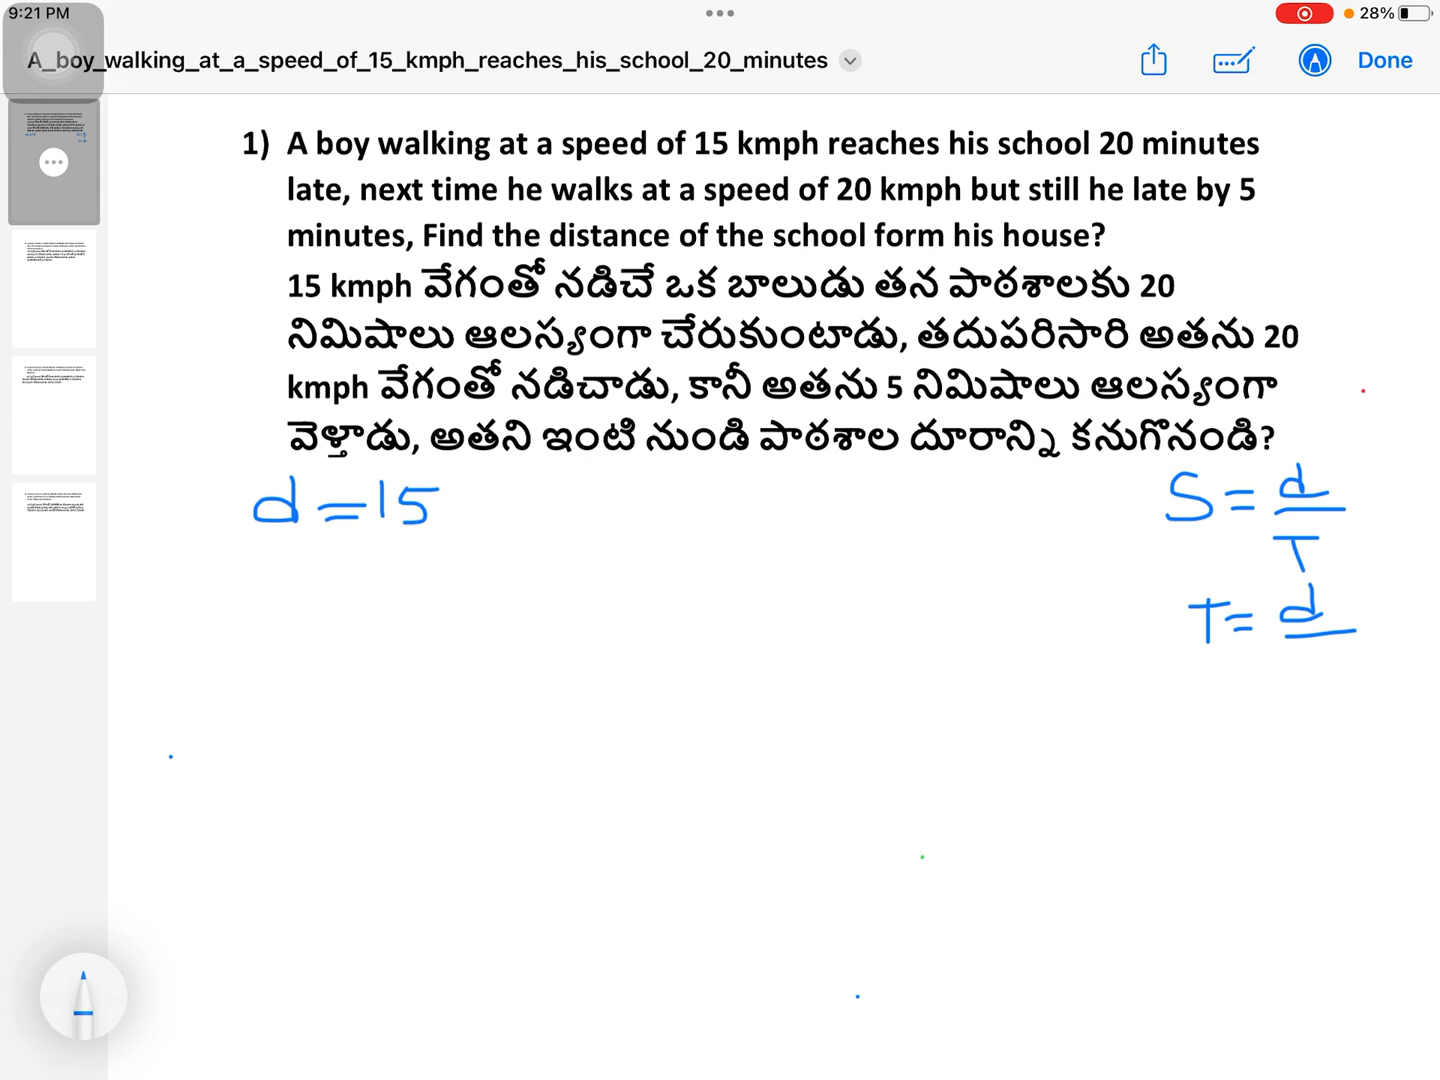 9:21 PM
28%
A_boy_walking_at_a_speed_of_15_kmph_reaches_his_school_20_minutes
Done
1) A boy walking at a speed of 15 kmph reaches his school 20 minutes
late, next time he walks at a speed of 20 kmph but still he late by 5
minutes, Find the distance of the school form his house?
15 kmph వేగంతో నడిచే ఒక బాలుడు తన పాఠశాలకు 20
నిమిషాలు ఆలస్యంగా చేరుకుంటాడు, తదుపరిసారి అతను 20
kmph వేగంతో నడిచాడు, కానీ అతను 5 నిమిషాలు ఆలస్యంగా
వెళ్తాడు, అతని ఇంటి నుండి పాఠశాల దూరాన్ని కనుగొనండి?
d = 15
S = d
T
T = d